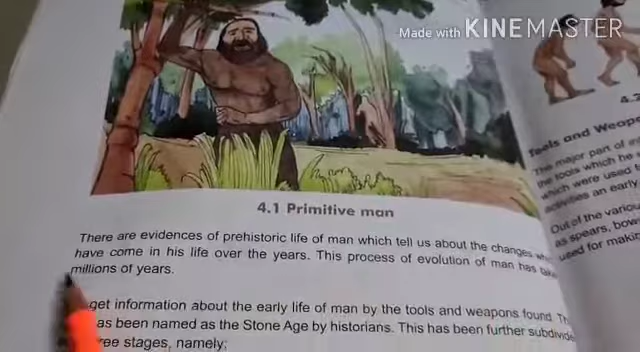 Made with KINEMASTER
4.1 Primitive man
There are evidences of prehistoric life of man which tell us about the changes
have come in his life over the years. This process of evolution of man has
millions of years.
get information about the early life of man by the tools and weapons found.
as been named as the Stone Age by historians. This has been further
stages, namely;
Tools and
The major part of
the tools which he
which were used
activities an early
Out of the
as spears,
used for